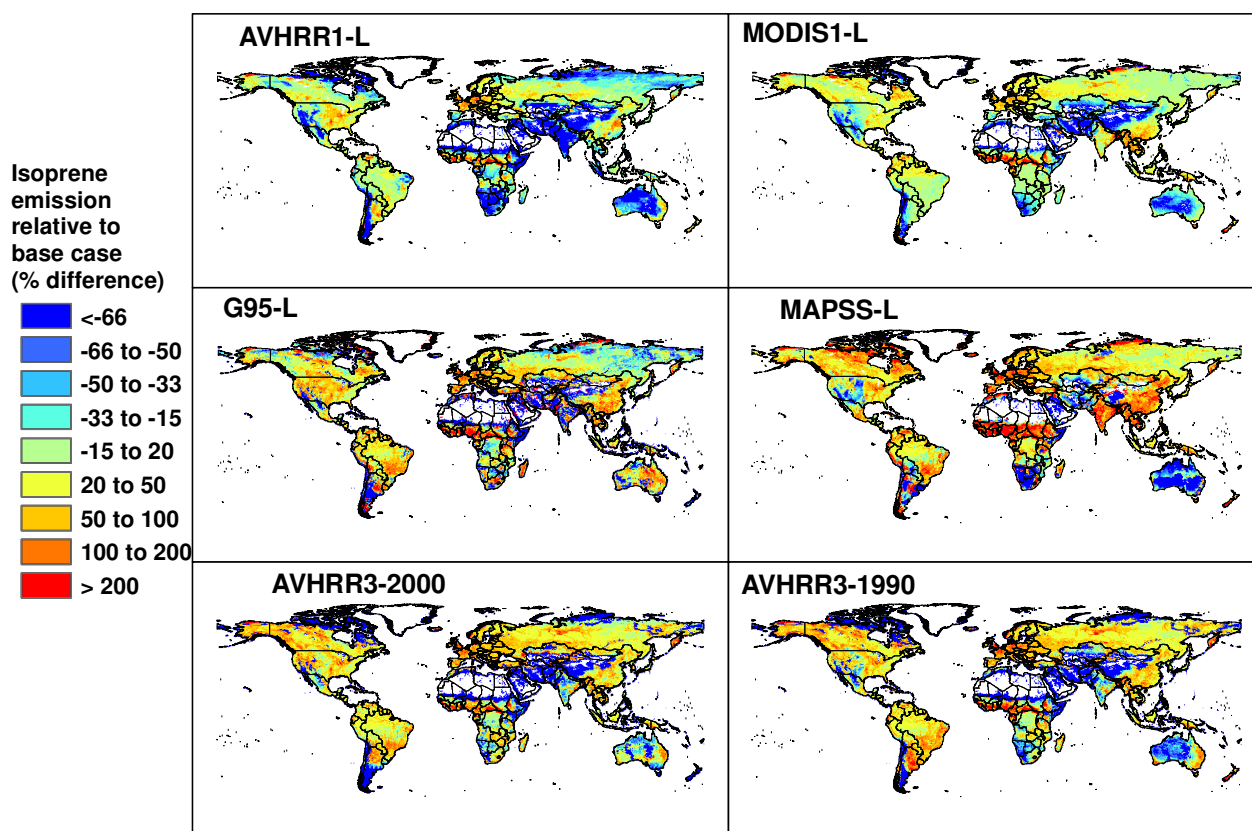 AVHRR1-L
MODIS1-L
G95-L
MAPSS-L
AVHRR3-2000
AVHRR3-1990
Isoprene
emission
relative to
base case
(% difference)
<-66
-66 to -50
-50 to -33
-33 to -15
-15 to 20
20 to 50
50 to 100
100 to 200
> 200